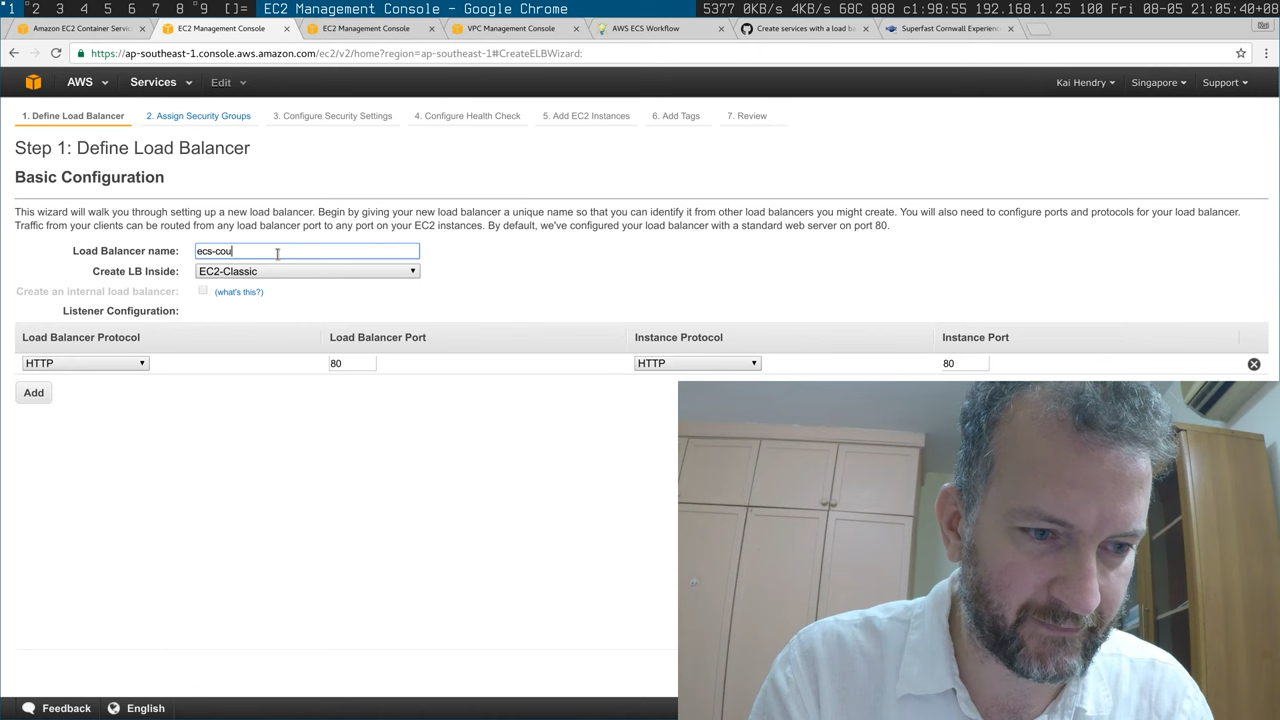 1 2 3 4 5 6 7 8 9 []= EC2 Management Console - Google Chrome 5377 0KB/s 4KB/s 68C 088 c1:98:55 192.168.1.25 100 Fri 08-05 21:05:40+08
Amazon EC2 Container Servi EC2 Management Console EC2 Management Console VPC Management Console AWS ECS Workflow Create services with a load ba Superfast Cornwall Experien Kai
https://ap-southeast-1.console.aws.amazon.com/ec2/v2/home?region=ap-southeast-1#CreateELBWizard:
AWS Services Edit Kai Hendry Singapore Support
1. Define Load Balancer 2. Assign Security Groups 3. Configure Security Settings 4. Configure Health Check 5. Add EC2 Instances 6. Add Tags 7. Review
Step 1: Define Load Balancer
Basic Configuration
This wizard will walk you through setting up a new load balancer. Begin by giving your new load balancer a unique name so that you can identify it from other load balancers you might create. You will also need to configure ports and protocols for your load balancer.
Traffic from your clients can be routed from any load balancer port to any port on your EC2 instances. By default, we've configured your load balancer with a standard web server on port 80.
Load Balancer name: ecs-cou
Create LB Inside: EC2-Classic
Create an internal load balancer: (what's this?)
Listener Configuration:
Load Balancer Protocol Load Balancer Port Instance Protocol Instance Port
HTTP 80 HTTP 80
Add
Feedback English